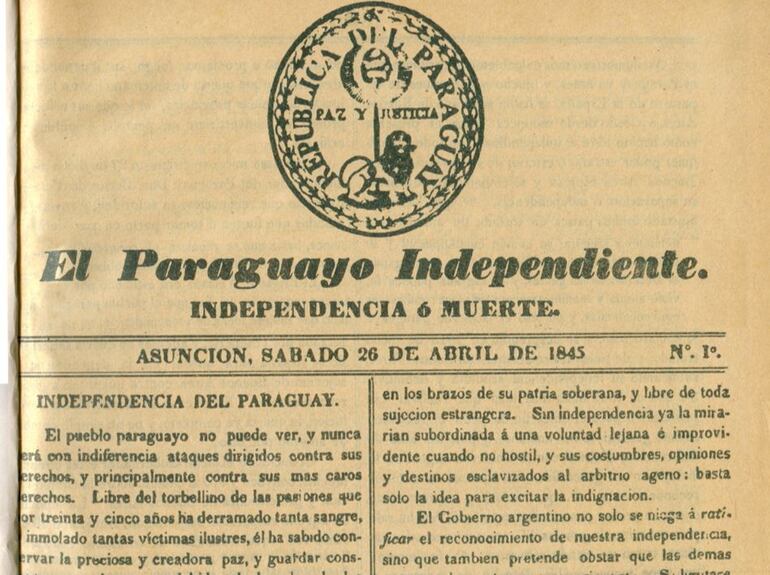 REPUBLICA DEL PARAGUAY
PAZ Y JUSTICIA
El Paraguayo Independiente.
INDEPENDENCIA ó MUERTE.
ASUNCION, SABADO 26 DE ABRIL DE 1845 N°. 1°.
INDEPENDENCIA DEL PARAGUAY.
El pueblo paraguayo no puede ver, y nunca
erá con indiferencia ataques dirigidos contra sus
erechos, y principalmente contra sus mas caros
erechos. Libre del torbellino de las pasiones que
or treinta y cinco años ha derramado tanta sangre,
inmolado tantas víctimas ilustres, él ha sabido con-
ervar la preciosa y creadora paz, y guardar cons-
en los brazos de su patria soberana, y libre de toda
sujecion estrangera. Sin independencia ya la mira-
rian subordinada á una voluntad lejana é improvi-
dente cuando no hostil, y sus costumbres, opiniones
y destinos esclavizados al arbitrio ageno: basta
solo la idea para excitar la indignacion.
El Gobierno argentino no solo se niega á rati-
ficar el reconocimiento de nuestra independencia,
sino que tambien pretende obstar que las demas